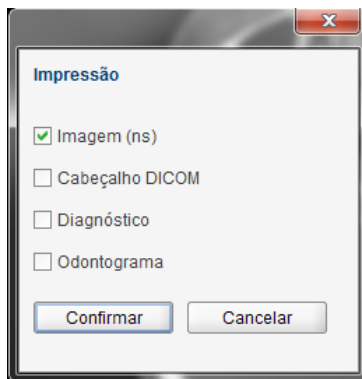 Impressão
Imagem (ns)
Cabeçalho DICOM
Diagnóstico
Odontograma
Confirmar Cancelar